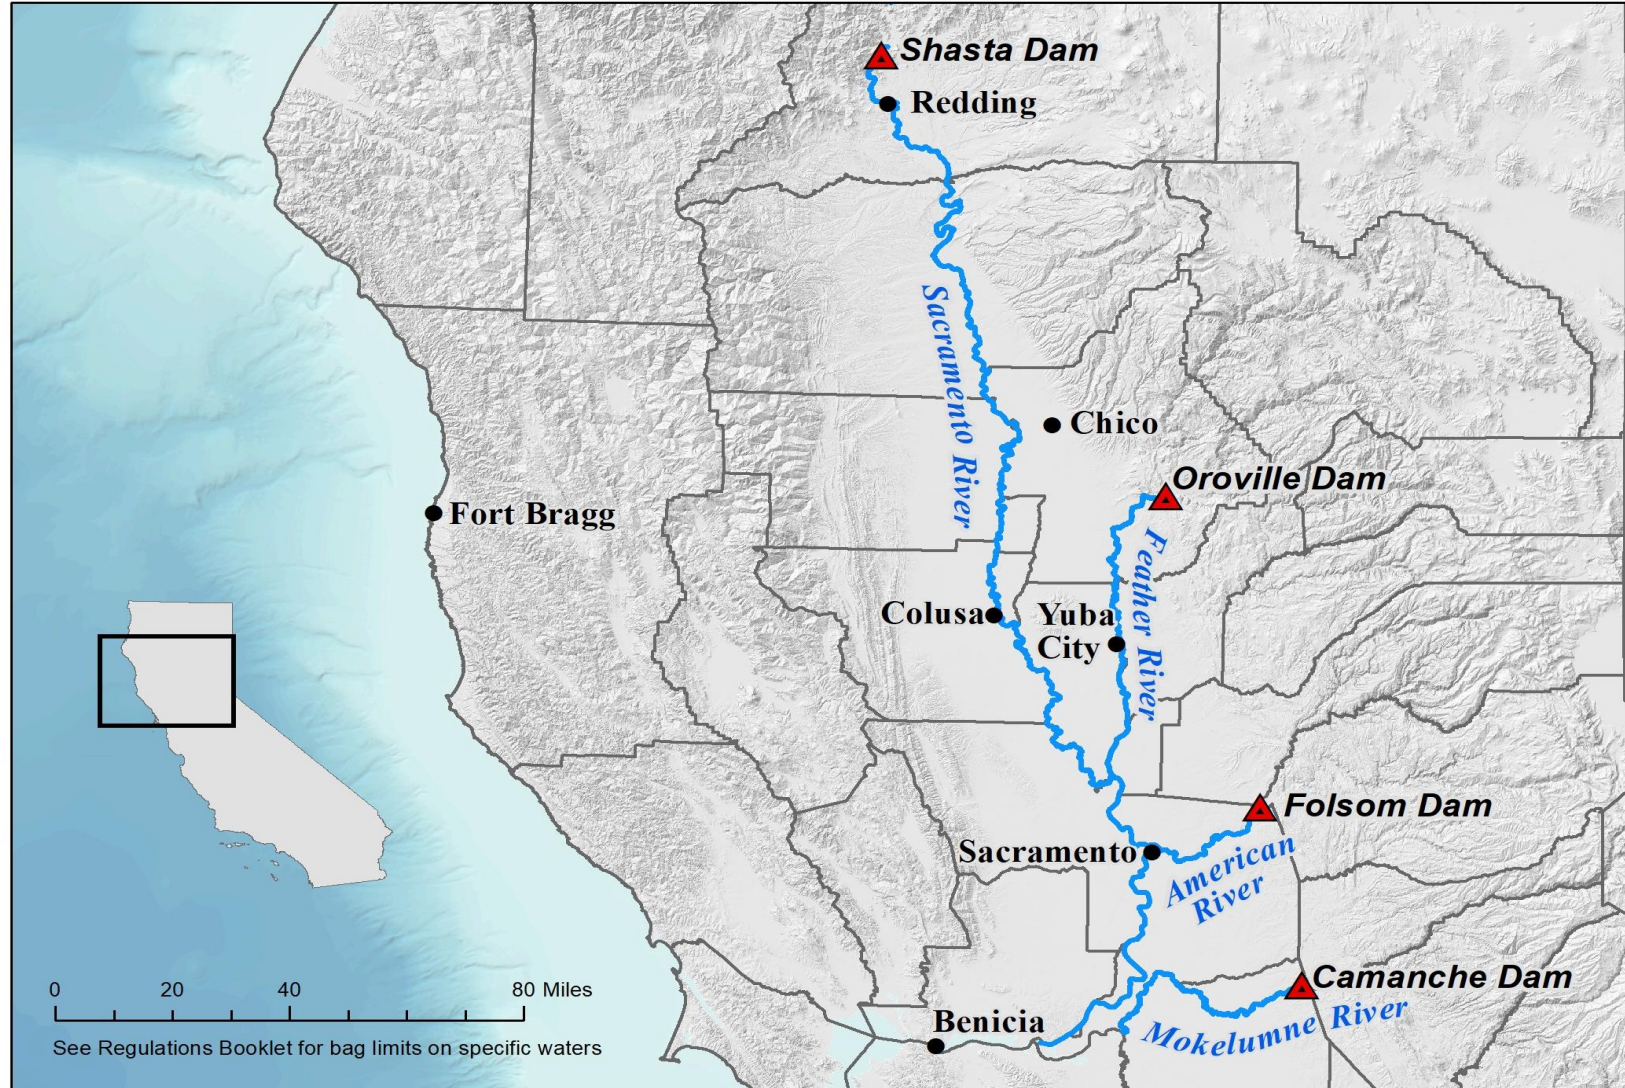 Shasta Dam
Redding
Sacramento River
Chico
Oroville Dam
Fort Bragg
Feather River
Colusa
Yuba
City
Folsom Dam
Sacramento
American
River
Camanche Dam
0 20 40 80 Miles
Benicia
Mokelumne River
See Regulations Booklet for bag limits on specific waters